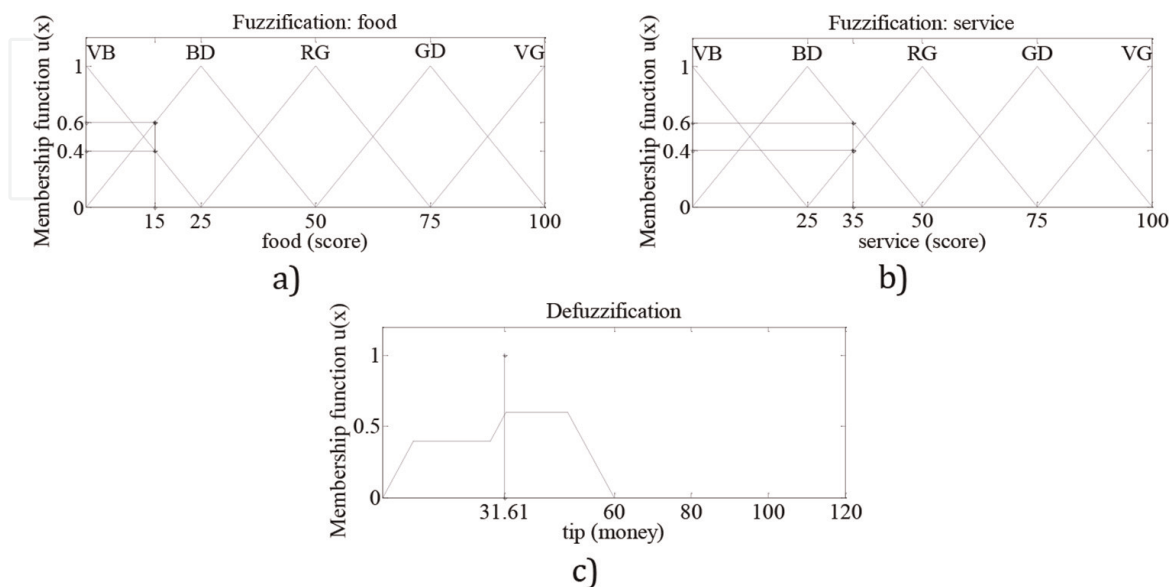 Fuzzification: food
Membership function u(x)
VB BD RG GD VG
1
0.6
0.4
0
15 25 50 75 100
food (score)
a)
Fuzzification: service
Membership function u(x)
VB BD RG GD VG
1
0.6
0.4
0
25 35 50 75 100
service (score)
b)
Defuzzification
Membership function u(x)
1
0.5
0
31.61 60 80 100 120
tip (money)
c)